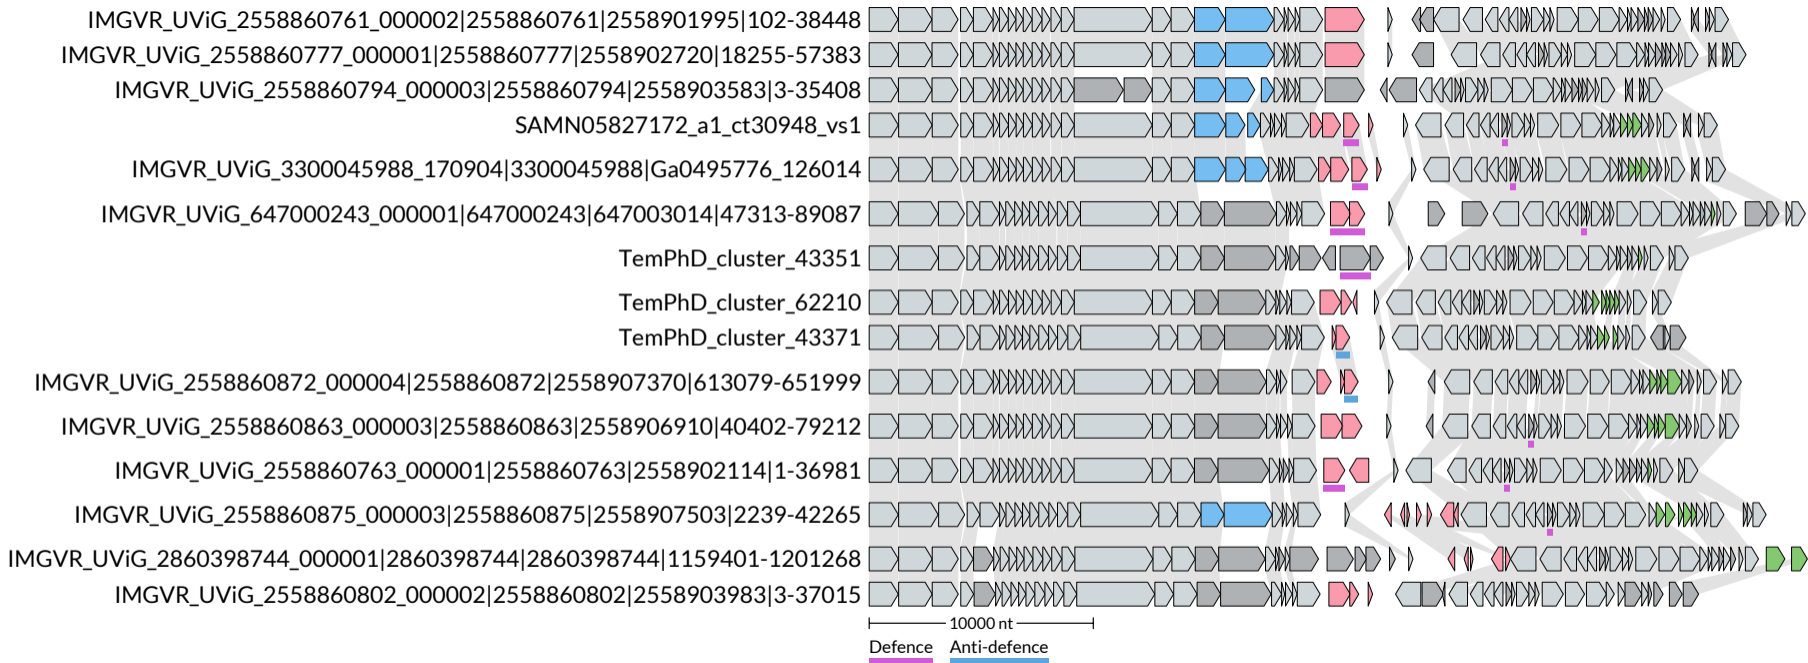 IMGVR_UViG_2558860761_000002|2558860761|2558901995|102-38448
IMGVR_UViG_2558860777_000001|2558860777|2558902720|18255-57383
IMGVR_UViG_2558860794_000003|2558860794|2558903583|3-35408
SAMN05827172_a1_ct30948_vs1
IMGVR_UViG_3300045988_170904|3300045988|Ga0495776_126014
IMGVR_UViG_647000243_000001|647000243|647003014|47313-89087
TemPhD_cluster_43351
TemPhD_cluster_62210
TemPhD_cluster_43371
IMGVR_UViG_2558860872_000004|2558860872|2558907370|613079-651999
IMGVR_UViG_2558860863_000003|2558860863|2558906910|40402-79212
IMGVR_UViG_2558860763_000001|2558860763|2558902114|1-36981
IMGVR_UViG_2558860875_000003|2558860875|2558907503|2239-42265
IMGVR_UViG_2860398744_000001|2860398744|2860398744|1159401-1201268
IMGVR_UViG_2558860802_000002|2558860802|2558903983|3-37015
10000 nt
Defence Anti-defence